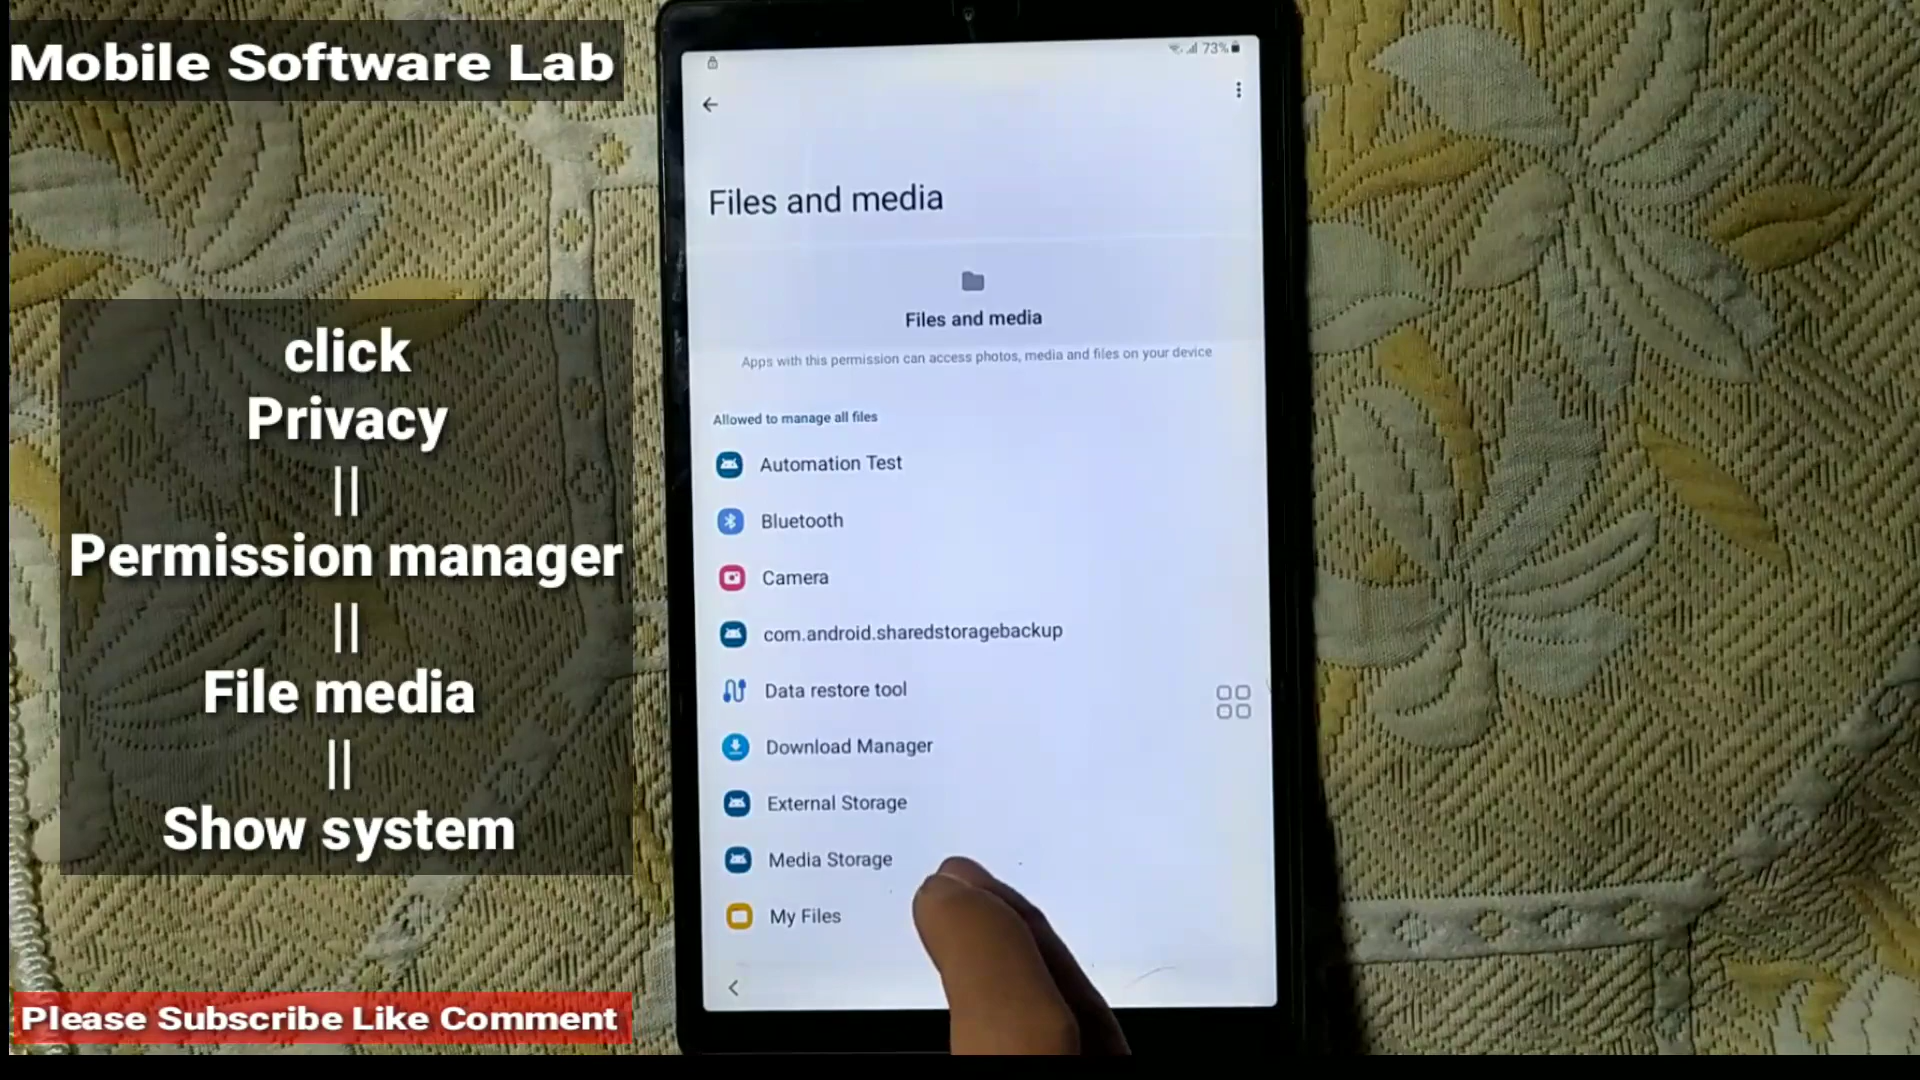 Mobile Software Lab
click
Privacy
||
Permission manager
||
File media
||
Show system
Please Subscribe Like Comment
73%
Files and media
Files and media
Apps with this permission can access photos, media and files on your device
Allowed to manage all files
Automation Test
Bluetooth
Camera
com.android.sharedstoragebackup
Data restore tool
Download Manager
External Storage
Media Storage
My Files